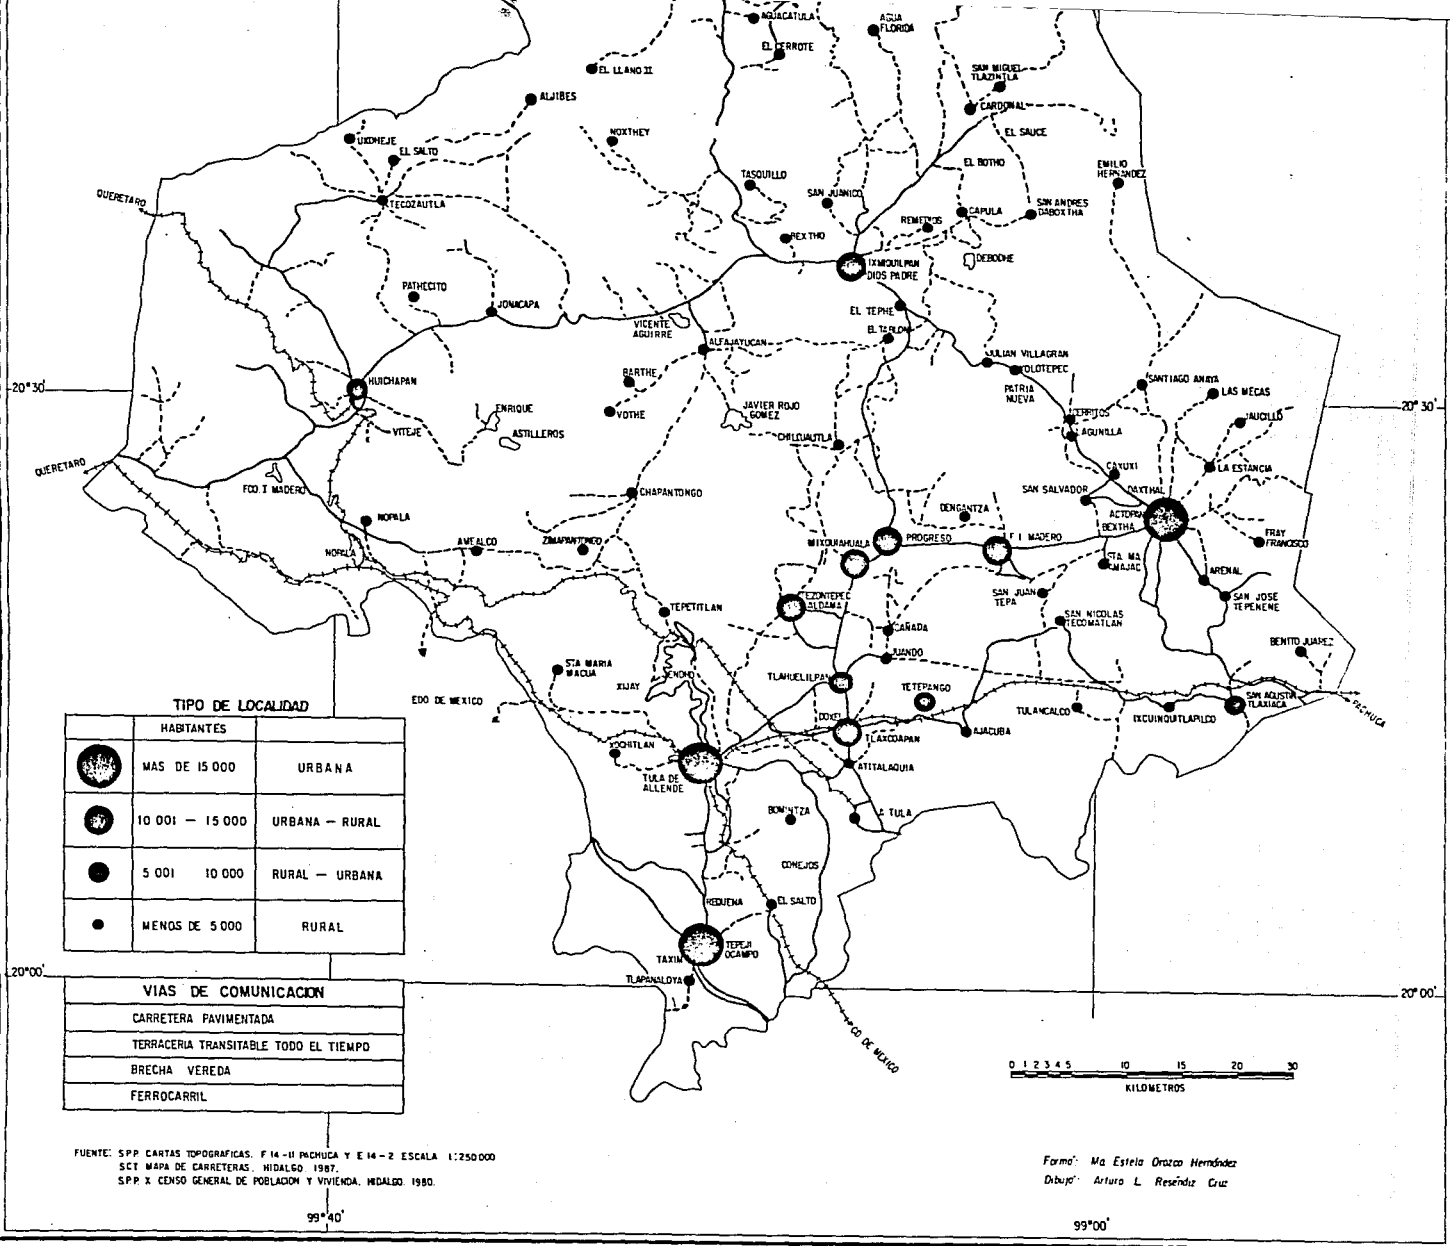 AGUACATULA
AGUA
FLORIDA
EL CERROTE
EL LLANO II
SAN MIGUEL
TLAZINTLA
ALJIBES
CARDONAL
UXDHEJE
EL SALTO
NOXTHEY
EL SAUCE
EL BOTHO
EMILIO
HERNANDEZ
QUERETARO
TECOZAUTLA
TASQUILLO
SAN JUANICO
REMEDIOS
CAPULA
SAN ANDRES
DABOXTHA
REXTHO
IXMIQUILPAN
DIOS PADRE
DEBODHE
PATHECITO
JONACAPA
VICENTE
AGUIRRE
EL TEPHE
EL TABLON
ALFAJAYUCAN
JULIAN VILLAGRAN
YOLOTEPEC
20°30'
HUICHAPAN
BARTHE
PATRIA
NUEVA
SANTIAGO ANAYA
LAS MECAS
20°30'
ENRIQUE
VOTHE
JAVIER ROJO
GOMEZ
CERRITOS
LAGUNILLA
JAUCILLO
VITEJE
ASTILLEROS
CHILCUAUTLA
QUERETARO
FCO. I MADERO
CAXUXI
LA ESTANCIA
CHAPANTONGO
SAN SALVADOR
DAXTHAL
NOPALA
DENGANTZA
ACTOPAN
BEXTHA
AMEALCO
ZIMAPANTONGO
MIXQUIAHUALA
PROGRESO
F I. MADERO
FRAY
FRANCISCO
NOPALA
STA. MA
AMAJAC
ARENAL
TEZONTEPEC
ALDAMA
SAN JUAN
TEPA
SAN JOSE
TEPENENE
TEPETITLAN
CAÑADA
SAN NICOLAS
TECOMATLAN
BENITO JUAREZ
STA MARIA
MACUA
JUANDO
XIJAY
ENDHO
TLAHUELILPAN
TETEPANGO
EDO DE MEXICO
SAN AGUSTIN
TLAXIACA
PACHUCA
DOXEY
TULANCALCO
IXCUINQUITLAPILCO
XOCHITLAN
TLAXCOAPAN
AJACUBA
TULA DE
ALLENDE
ATITALAQUIA
BOMINTZA
A TULA
CONEJOS
REQUENA
EL SALTO
TEPEJI
OCAMPO
TAXIM
TLAPANALOYA
20°00'
20°00'
CD DE MEXICO
TIPO DE LOCALIDAD
HABITANTES
MAS DE 15 000 URBANA
10 001 — 15 000 URBANA — RURAL
5 001 10 000 RURAL — URBANA
MENOS DE 5 000 RURAL
VIAS DE COMUNICACION
CARRETERA PAVIMENTADA
TERRACERIA TRANSITABLE TODO EL TIEMPO
BRECHA VEREDA
FERROCARRIL
0 1 2 3 4 5 10 15 20 30
KILOMETROS
FUENTE: S P P. CARTAS TOPOGRAFICAS. F 14 - 11 PACHUCA Y E 14 - 2 ESCALA 1:250 000
SCT MAPA DE CARRETERAS. HIDALGO. 1987.
S P P. X CENSO GENERAL DE POBLACION Y VIVIENDA. HIDALGO. 1980.
Formó: Ma Estela Orozco Hernández
Dibujó: Arturo L. Reséndiz Cruz
99°40'
99°00'